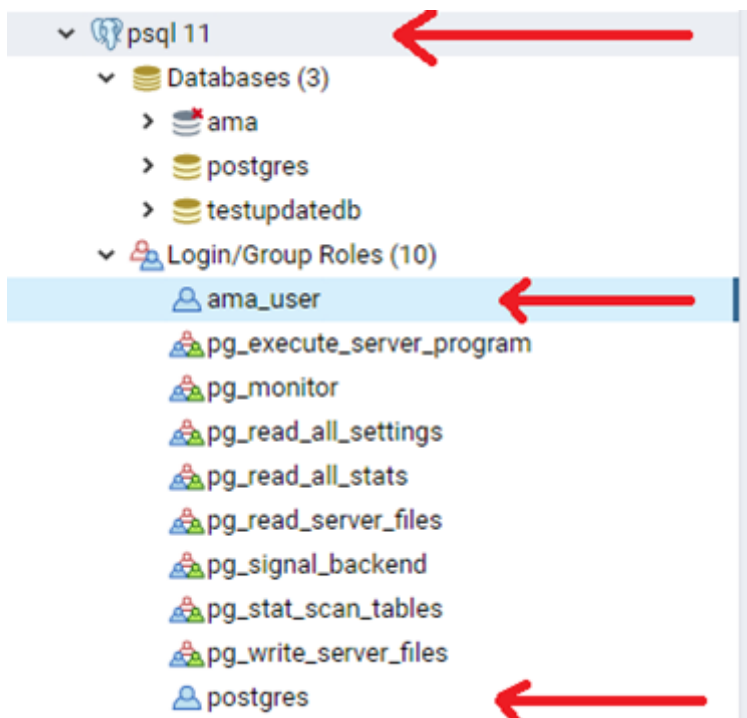 psql 11
Databases (3)
ama
postgres
testupdatedb
Login/Group Roles (10)
ama_user
pg_execute_server_program
pg_monitor
pg_read_all_settings
pg_read_all_stats
pg_read_server_files
pg_signal_backend
pg_stat_scan_tables
pg_write_server_files
postgres